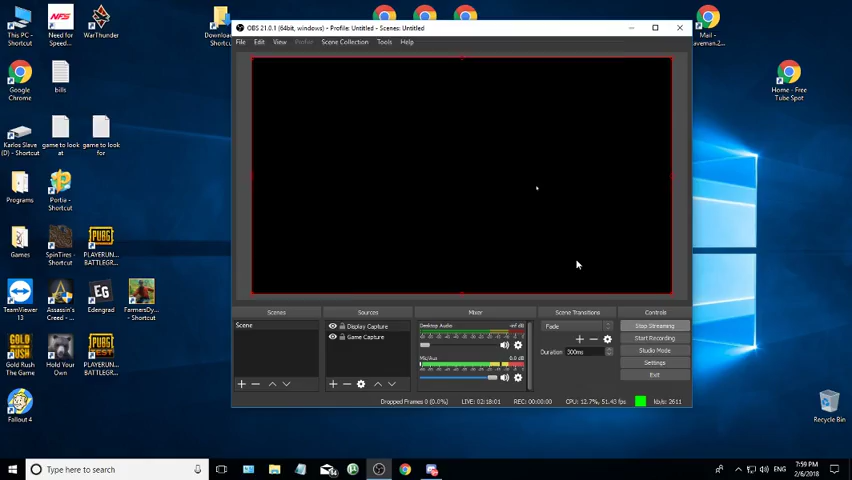 This PC - Shortcut
Need for Speed...
WarThunder
Download - Shortcut
Google Chrome
bills
Karlos Slave (D) - Shortcut
game to look at
game to look for
Programs
Portia - Shortcut
Games
SpinTires - Shortcut
PLAYERUN... BATTLEGR...
TeamViewer 13
Assassin's Creed - ...
Edengrad
FarmersDy... - Shortcut
Gold Rush The Game
Hold Your Own
PLAYERUN... BATTLEGR...
Fallout 4
OBS 21.0.1 (64bit, windows) - Profile: Untitled - Scenes: Untitled
File Edit View Profile Scene Collection Tools Help
Scenes
Sources
Mixer
Scene Transitions
Controls
Scene
Display Capture
Game Capture
Desktop Audio
-inf dB
Mic/Aux
0.0 dB
Fade
Duration 300ms
Stop Streaming
Start Recording
Studio Mode
Settings
Exit
Dropped Frames 0 (0.0%)
LIVE: 02:18:01
REC: 00:00:00
CPU: 12.7%, 51.43 fps
kb/s: 2611
Home - Free Tube Spot
Recycle Bin
Type here to search
ENG
7:59 PM
2/6/2018